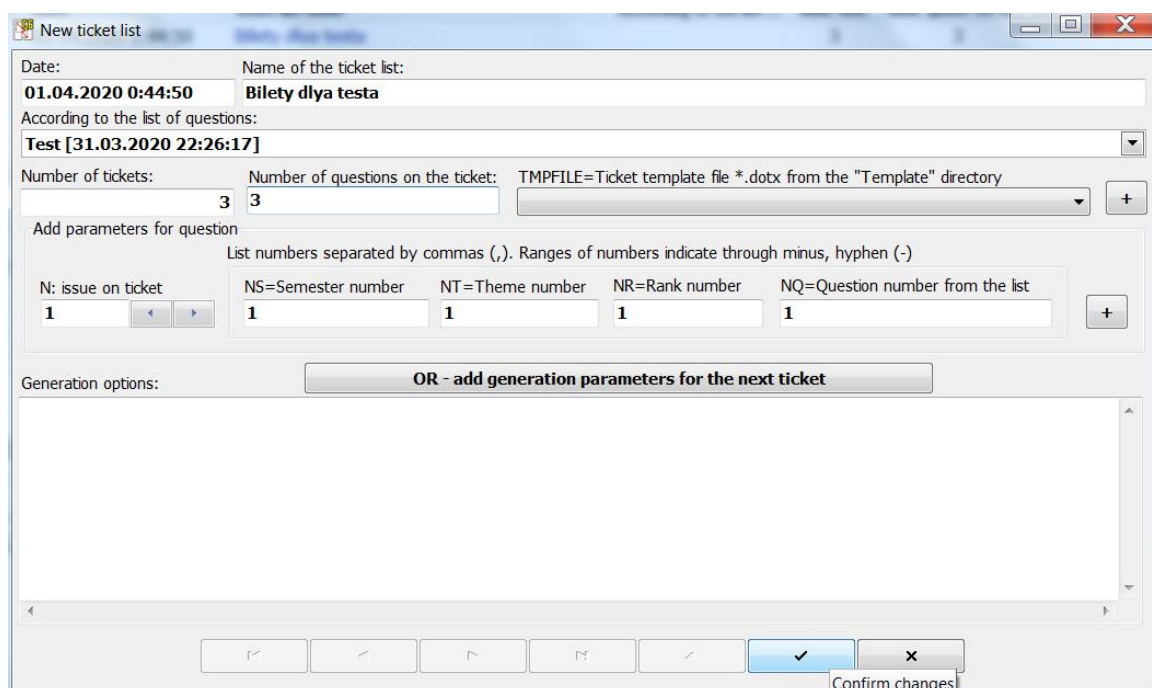 New ticket list
Date: Name of the ticket list:
01.04.2020 0:44:50 Bilety dlya testa
According to the list of questions:
Test [31.03.2020 22:26:17]
Number of tickets: Number of questions on the ticket: TMPFILE=Ticket template file *.dotx from the "Template" directory
3 3 +
Add parameters for question
List numbers separated by commas (,). Ranges of numbers indicate through minus, hyphen (-)
N: issue on ticket NS=Semester number NT=Theme number NR=Rank number NQ=Question number from the list
1 1 1 1 1 +
Generation options: OR - add generation parameters for the next ticket
Confirm changes